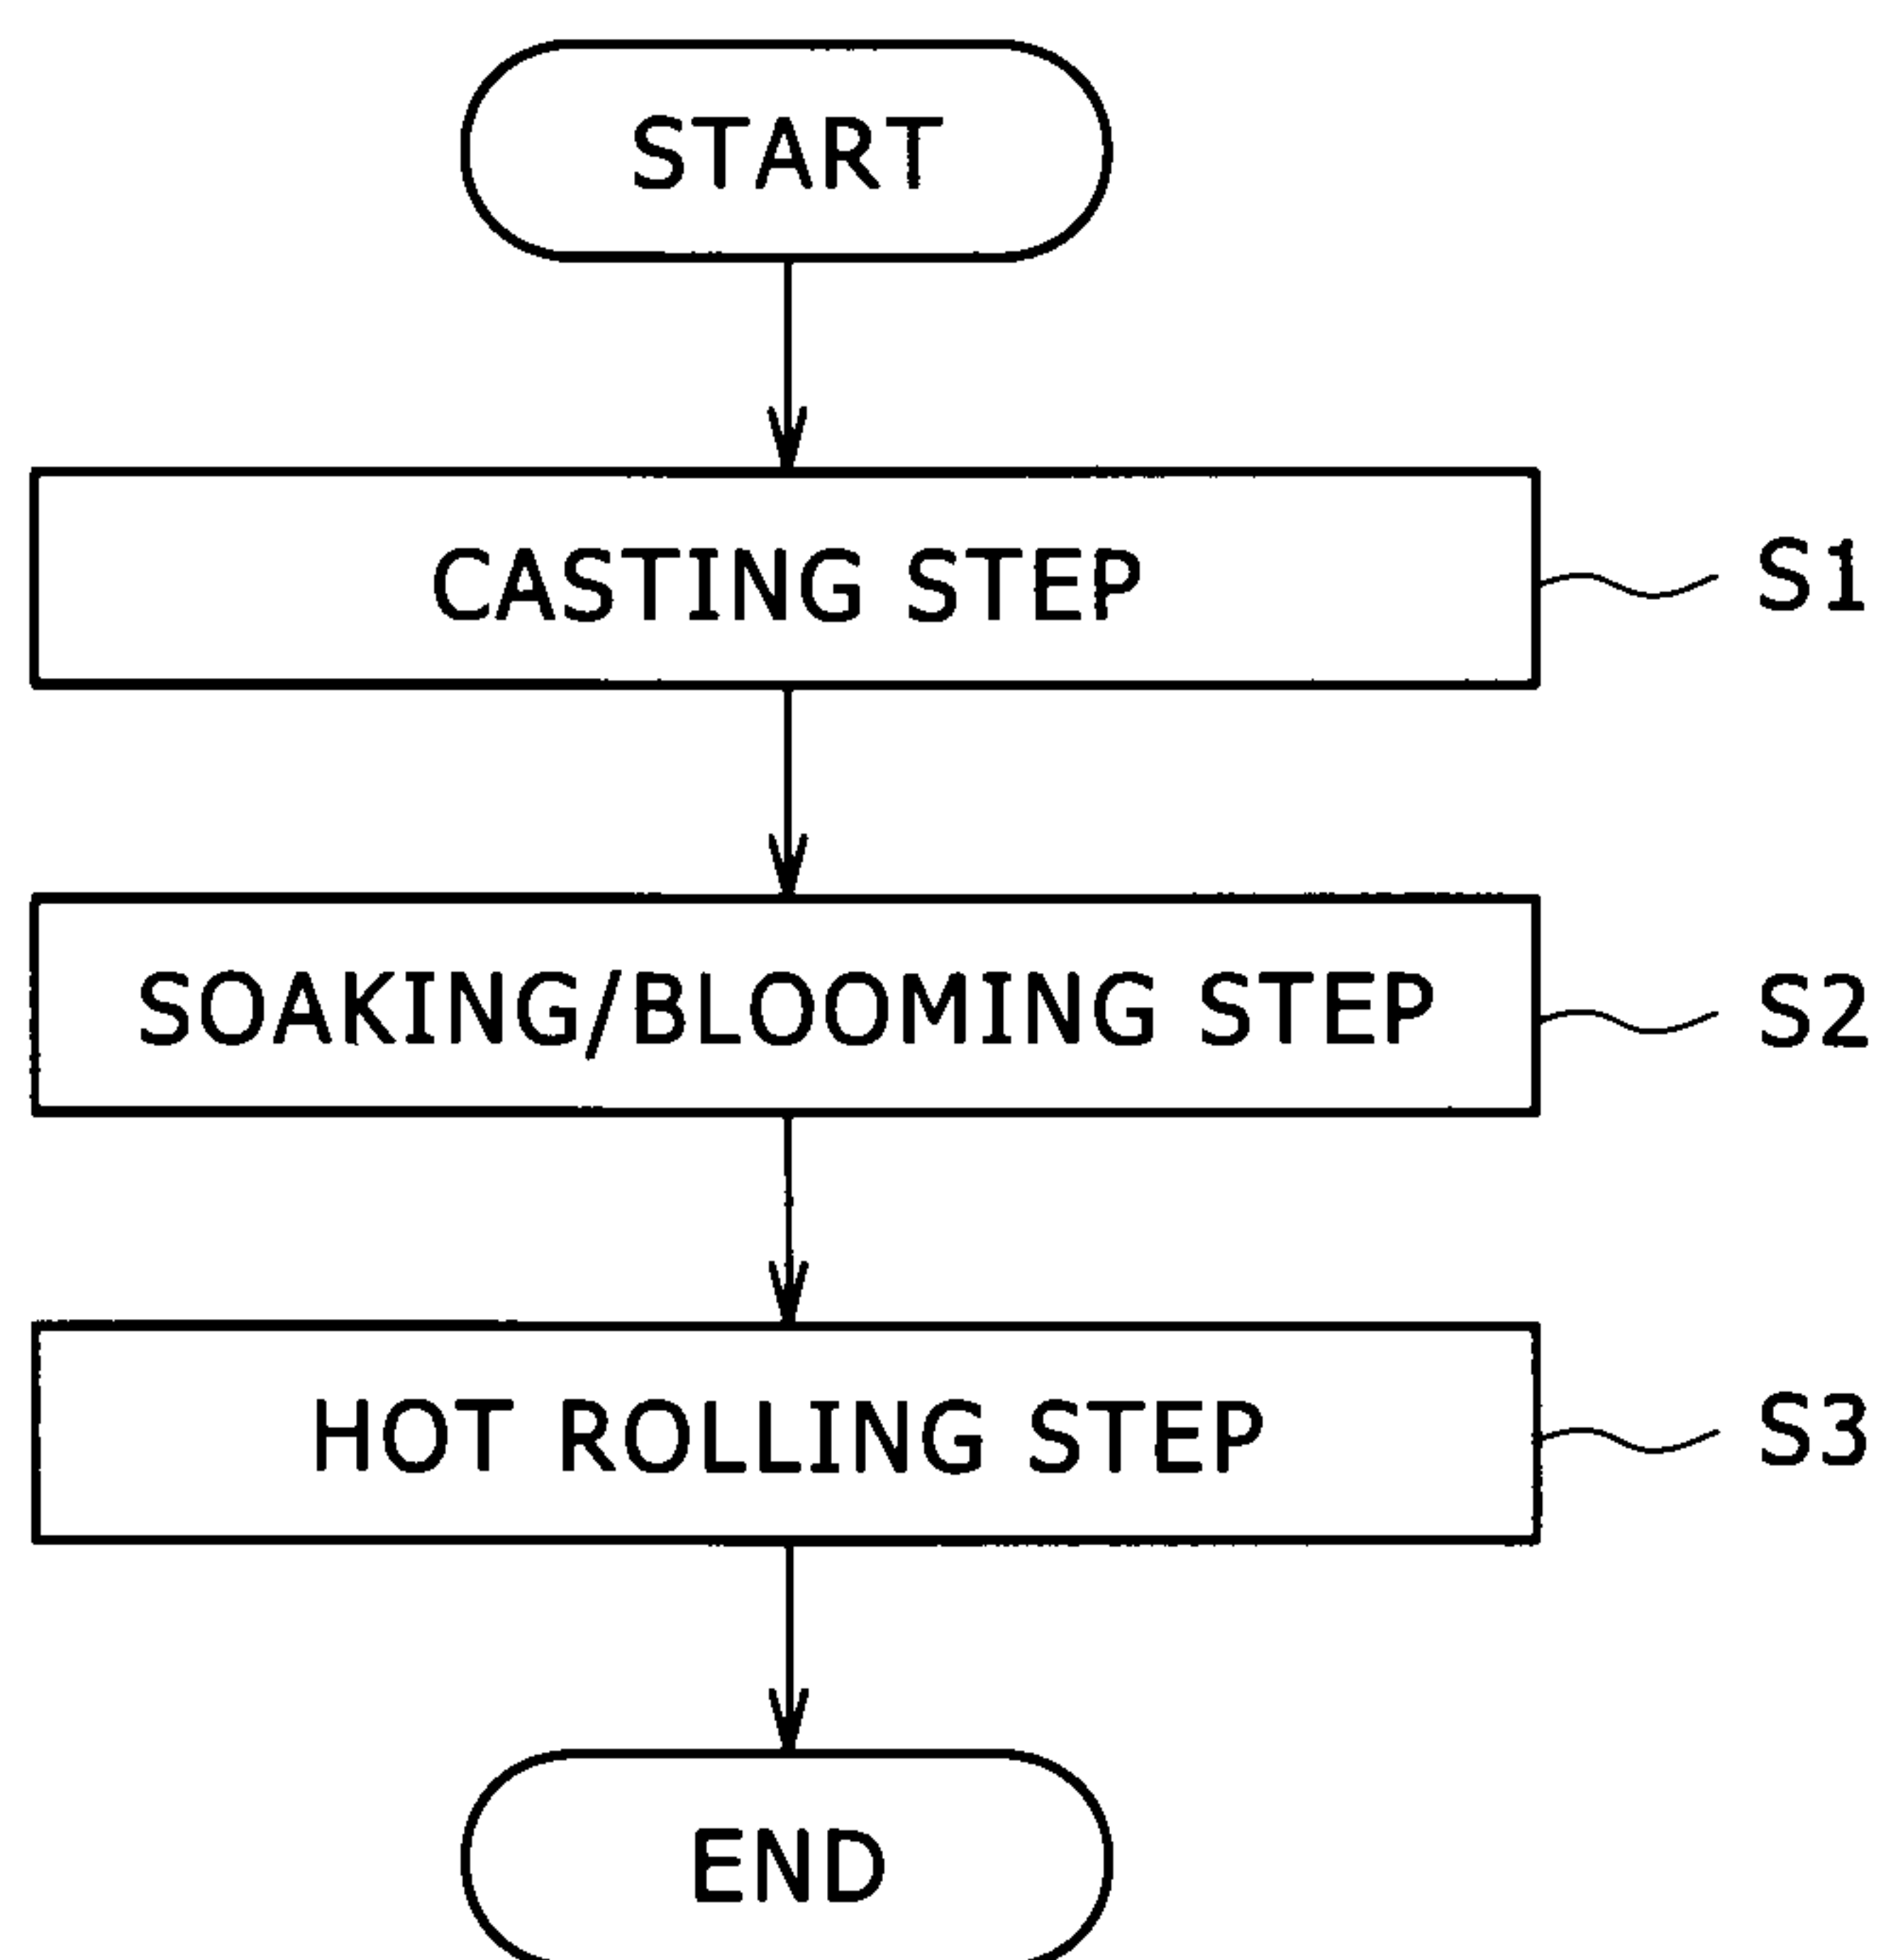 START
CASTING STEP
S1
SOAKING/BLOOMING STEP
S2
HOT ROLLING STEP
S3
END